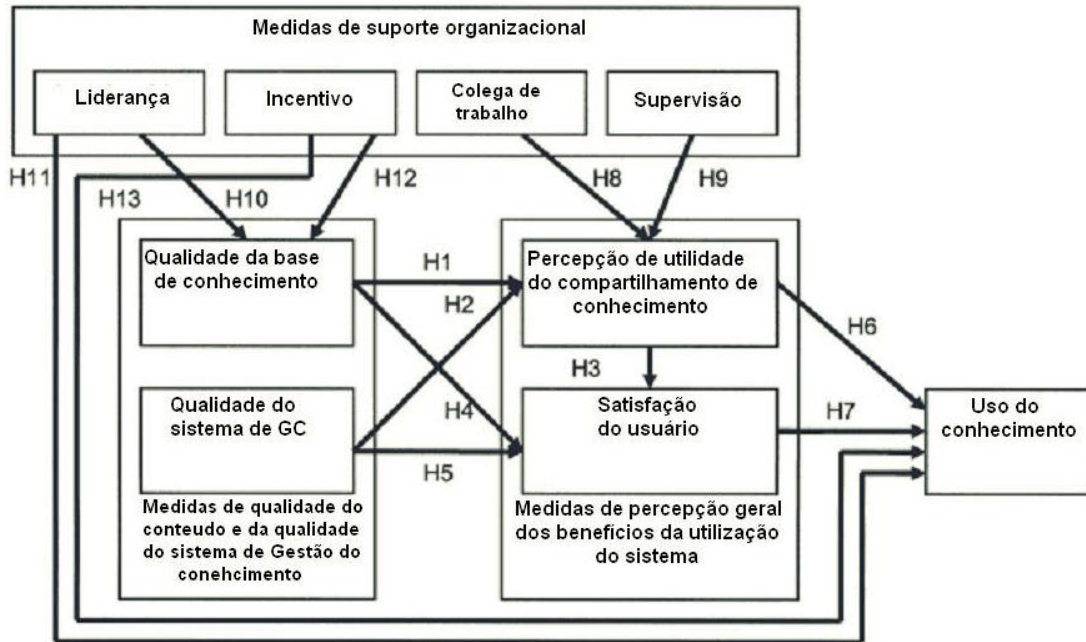 Medidas de suporte organizacional
Liderança
Incentivo
Colega de
trabalho
Supervisão
H11
H13
H10
H12
H8
H9
Qualidade da base
de conhecimento
H1
H2
Percepção de utilidade
do compartilhamento de
conhecimento
H6
H3
Qualidade do
sistema de GC
H4
H5
Satisfação
do usuário
H7
Uso do
conhecimento
Medidas de qualidade do
conteudo e da qualidade
do sistema de Gestão do
conehcimento
Medidas de percepção geral
dos benefícios da utilização
do sistema